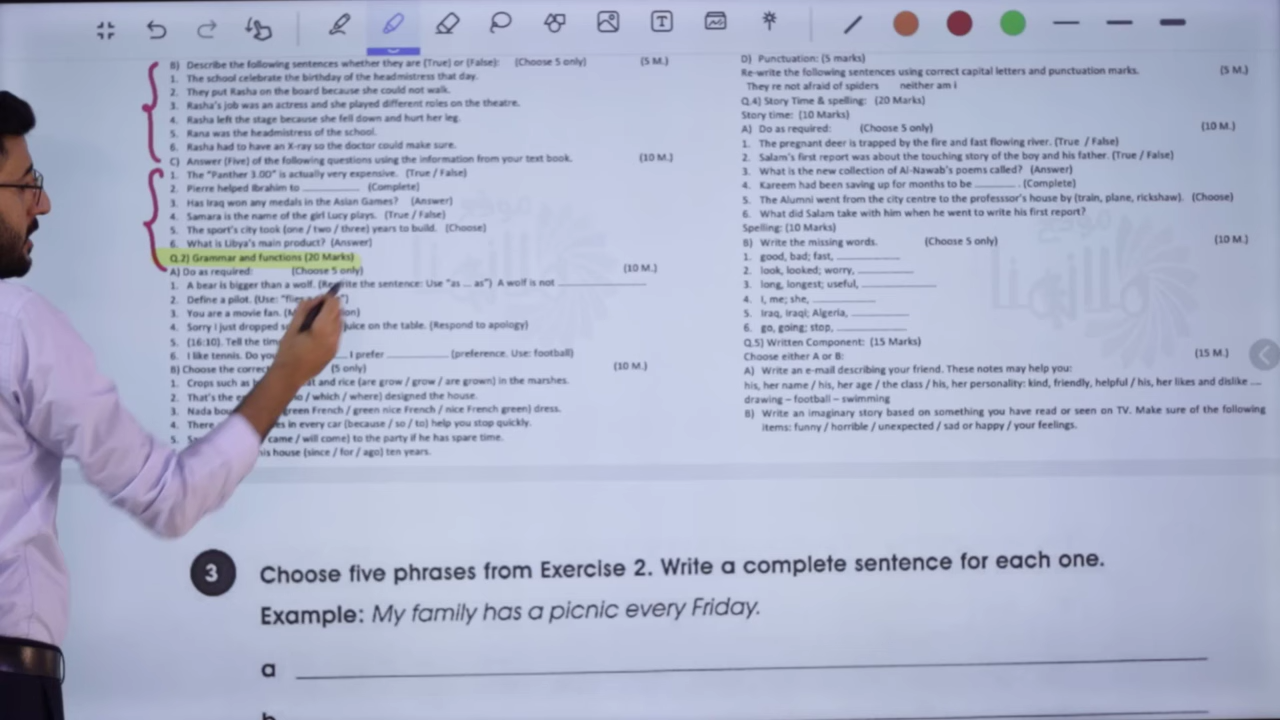 B) Describe the following sentences whether they are (True) or (False): (Choose 5 only) (5 M.)
1. The school celebrate the birthday of the headmistress that day.
2. They put Rasha on the board because she could not walk.
3. Rasha's job was an actress and she played different roles on the theatre.
4. Rasha left the stage because she fell down and hurt her leg.
5. Rana was the headmistress of the school.
6. Rasha had to have an X-ray so the doctor could make sure.
C) Answer (Five) of the following questions using the information from your text book. (10 M.)
1. The "Panther 3.0D" is actually very expensive. (True / False)
2. Pierre helped Ibrahim to ____________ (Complete)
3. Has Iraq won any medals in the Asian Games? (Answer)
4. Samara is the name of the girl Lucy plays. (True / False)
5. The sport's city took (one / two / three) years to build. (Choose)
6. What is Libya's main product? (Answer)
Q.2) Grammar and functions (20 Marks)
A) Do as required: (Choose 5 only) (10 M.)
1. A bear is bigger than a wolf. (Rewrite the sentence: Use "as ... as") A wolf is not ____________
2. Define a pilot. (Use: "flies
3. You are a movie fan.
4. Sorry I just dropped juice on the table. (Respond to apology)
5. (16:10). Tell the
6. I like tennis. Do you I prefer ____________ (preference. Use: football)
B) Choose the correct (5 only) (10 M.)
1. Crops such as and rice (are grow / grow / are grown) in the marshes.
2. That's the / which / where) designed the house.
3. Nada green French / green nice French / nice French green) dress.
4. There in every car (because / so / to) help you stop quickly.
5. came / will come) to the party if he has spare time.
house (since / for / ago) ten years.
D) Punctuation: (5 marks)
Re-write the following sentences using correct capital letters and punctuation marks. (5 M.)
They re not afraid of spiders neither am i
Q.4) Story Time & spelling: (20 Marks)
Story time: (10 Marks)
A) Do as required: (Choose 5 only) (10 M.)
1. The pregnant deer is trapped by the fire and fast flowing river. (True / False)
2. Salam's first report was about the touching story of the boy and his father. (True / False)
3. What is the new collection of Al-Nawab's poems called? (Answer)
4. Kareem had been saving up for months to be ________ . (Complete)
5. The Alumni went from the city centre to the professsor's house by (train, plane, rickshaw). (Choose)
6. What did Salam take with him when he went to write his first report?
Spelling: (10 Marks)
B) Write the missing words. (Choose 5 only) (10 M.)
1. good, bad; fast, ____________
2. look, looked; worry, ____________
3. long, longest; useful, ____________
4. I, me; she, ____________
5. Iraq, Iraqi; Algeria, ____________
6. go, going; stop, ____________
Q.5) Written Component: (15 Marks)
Choose either A or B: (15 M.)
A) Write an e-mail describing your friend. These notes may help you:
his, her name / his, her age / the class / his, her personality: kind, friendly, helpful / his, her likes and dislike ....
drawing – football – swimming
B) Write an imaginary story based on something you have read or seen on TV. Make sure of the following
items: funny / horrible / unexpected / sad or happy / your feelings.
3 Choose five phrases from Exercise 2. Write a complete sentence for each one.
Example: My family has a picnic every Friday.
a ____________